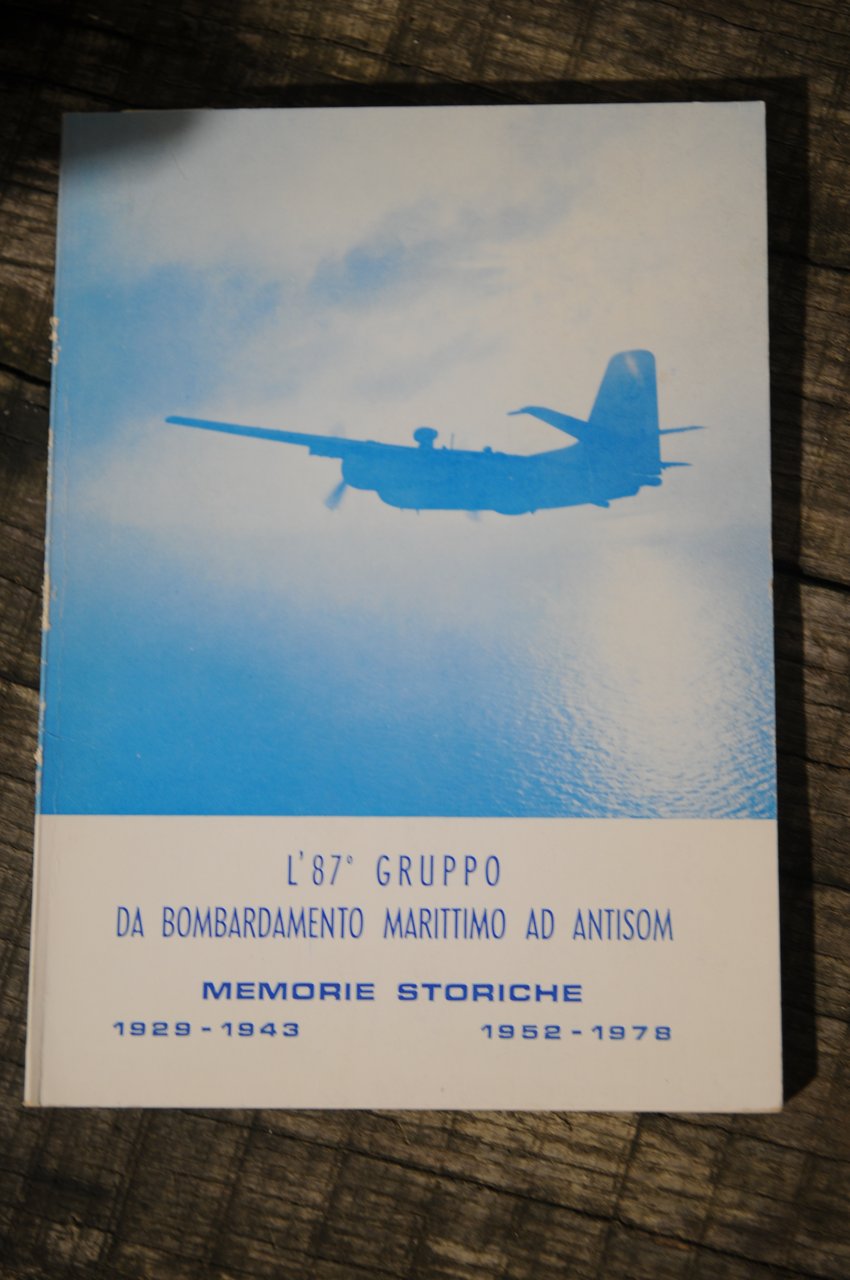 L'87° GRUPPO
DA BOMBARDAMENTO MARITTIMO AD ANTISOM
MEMORIE STORICHE
1929-1943 1952-1978